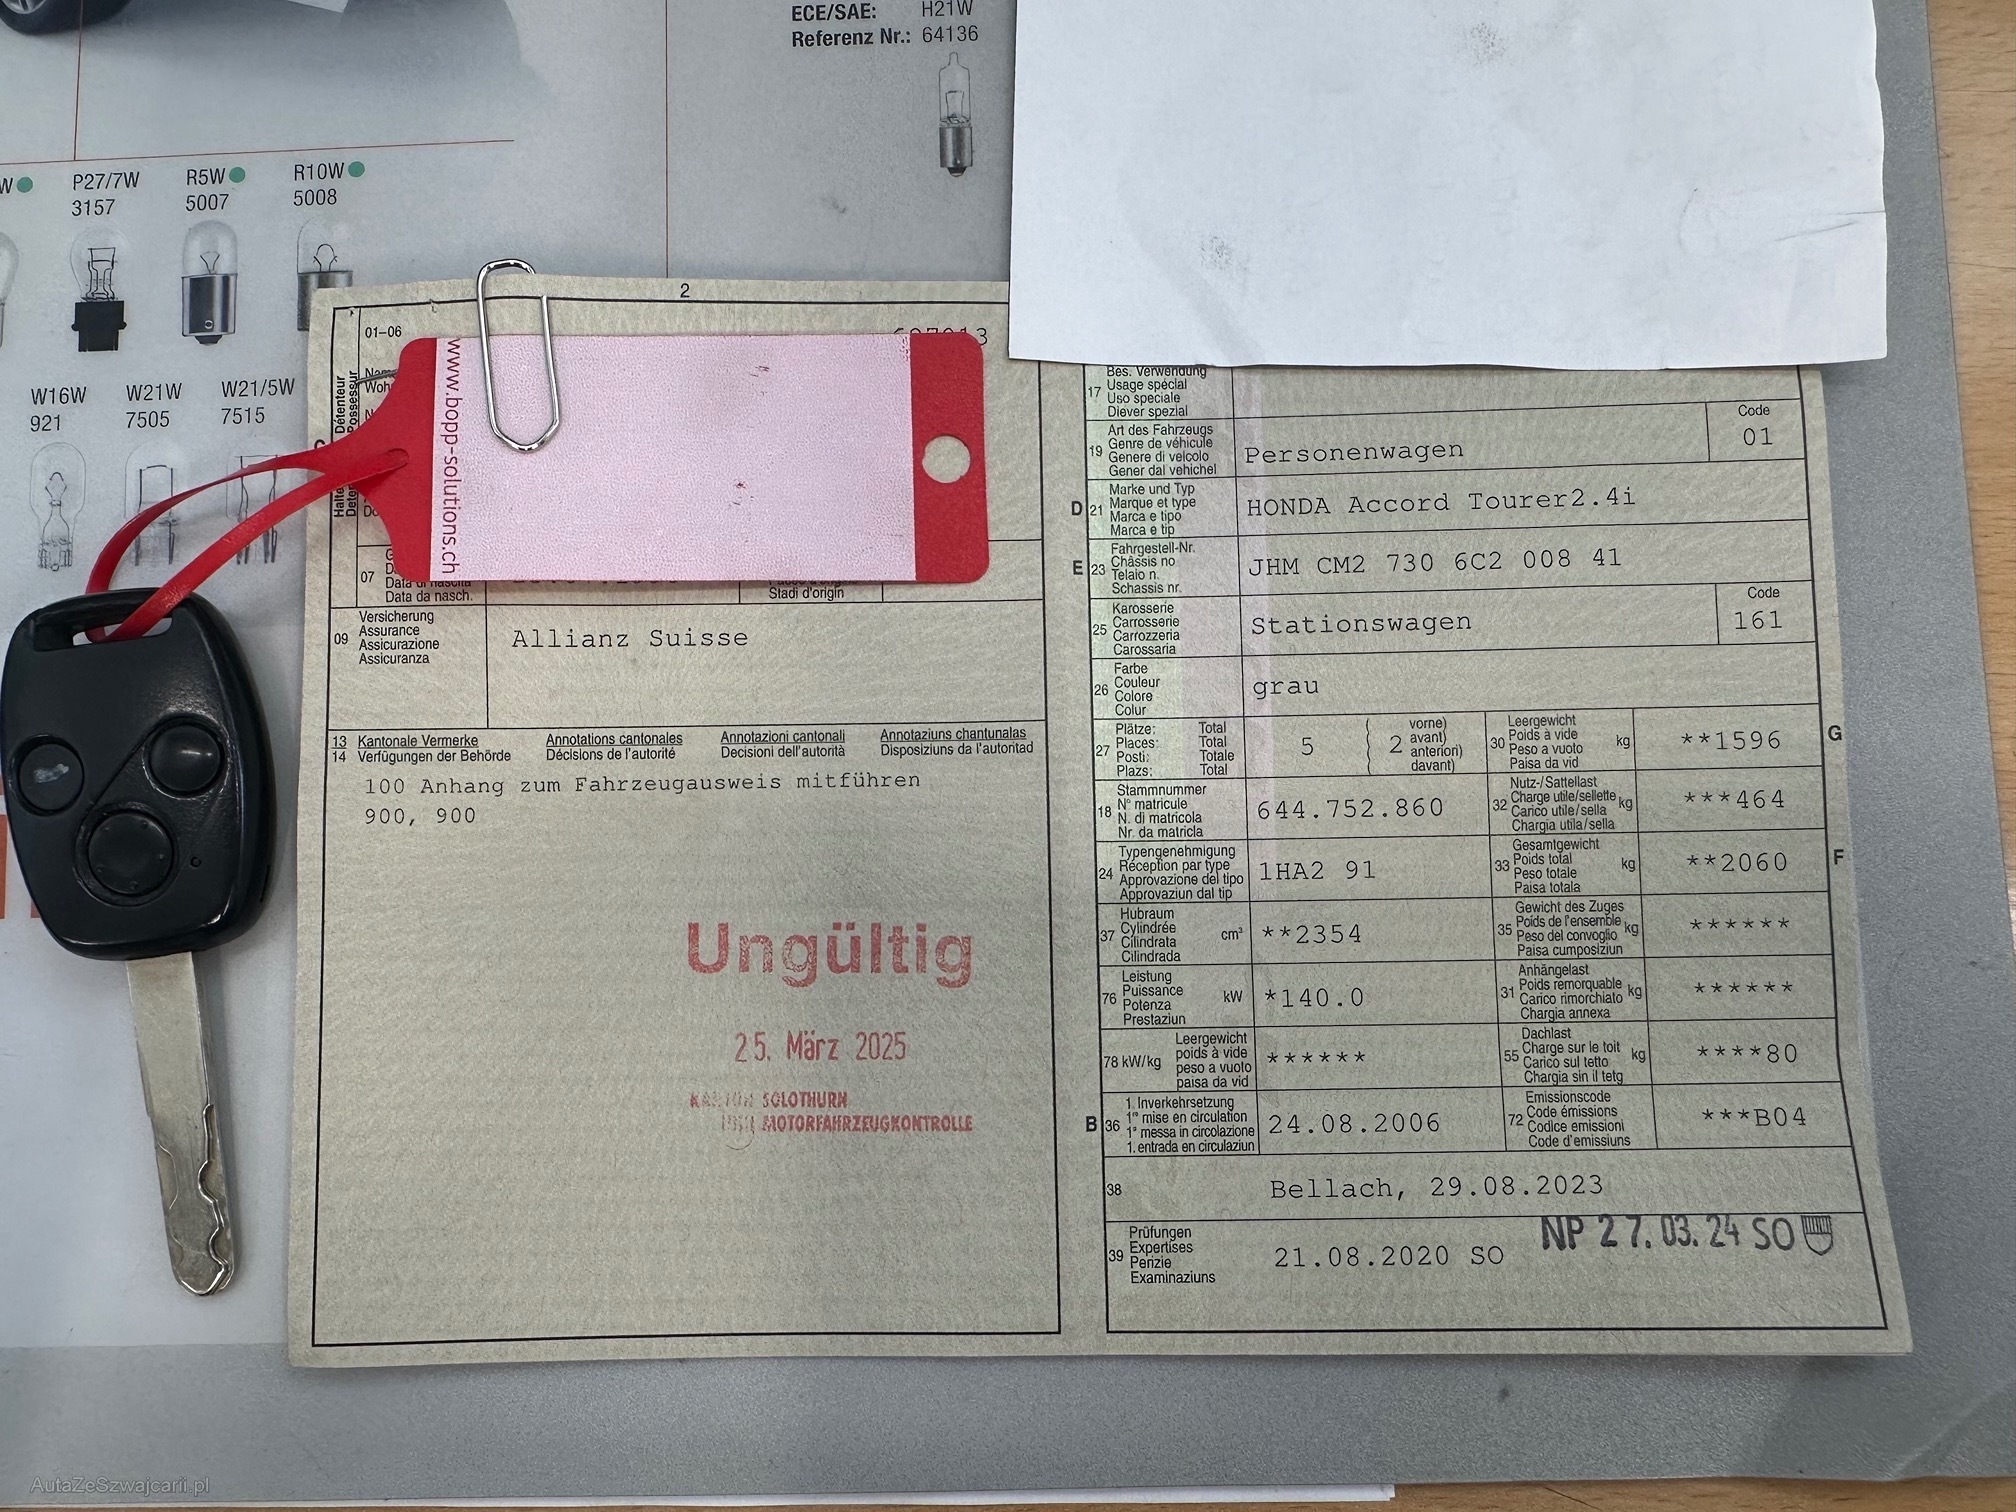 ECE/SAE: H21W
Referenz Nr.: 64136
W
P27/7W
3157
R5W
5007
R10W
5008
W16W
921
W21W
7505
W21/5W
7515
2
01–06
www.bopp-solutions.ch
Détenteur
Possesseur
07
Data di nascita
Data da nasch.
Stadi d'origin
09
Versicherung
Assurance
Assicurazione
Assicuranza
Allianz Suisse
13 Kantonale Vermerke Annotations cantonales Annotazioni cantonali Annotaziuns chantunalas
14 Verfügungen der Behörde Décisions de l'autorité Decisioni dell'autorità Disposiziuns da l'autoritad
100 Anhang zum Fahrzeugausweis mitführen
900, 900
Ungültig
25. März 2025
KANTON SOLOTHURN
MOTORFAHRZEUGKONTROLLE
17
Bes. Verwendung
Usage spécial
Uso speciale
Diever spezial
19
Art des Fahrzeugs
Genre de véhicule
Genere di veicolo
Gener dal vehichel
Personenwagen
Code
01
D 21
Marke und Typ
Marque et type
Marca e tipo
Marca e tip
HONDA Accord Tourer2.4i
E 23
Fahrgestell-Nr.
Châssis no
Telaio n.
Schassis nr.
JHM CM2 730 6C2 008 41
25
Karosserie
Carrosserie
Carrozzeria
Carossaria
Stationswagen
Code
161
26
Farbe
Couleur
Colore
Colur
grau
27
Plätze: Total
Places: Total
Posti: Totale
Plazs: Total
5
( 2
vorne)
avant)
anteriori)
davant)
30
Leergewicht
Poids à vide
Peso a vuoto
Paisa da vid
kg
**1596
G
18
Stammnummer
N° matricule
N. di matricola
Nr. da matricla
644.752.860
32
Nutz-/Sattellast
Charge utile/sellette
Carico utile/sella
Chargia utila/sella
kg
***464
24
Typengenehmigung
Réception par type
Approvazione del tipo
Approvaziun dal tip
1HA2 91
33
Gesamtgewicht
Poids total
Peso totale
Paisa totala
kg
**2060
F
37
Hubraum
Cylindrée
Cilindrata
Cilindrada
cm³
**2354
35
Gewicht des Zuges
Poids de l'ensemble
Peso del convoglio
Paisa cumposiziun
kg
******
76
Leistung
Puissance
Potenza
Prestaziun
kW
*140.0
31
Anhängelast
Poids remorquable
Carico rimorchiato
Chargia annexa
kg
******
78 kW/kg
Leergewicht
poids à vide
peso a vuoto
paisa da vid
******
55
Dachlast
Charge sur le toit
Carico sul tetto
Chargia sin il tetg
kg
****80
B 36
1. Inverkehrsetzung
1re mise en circulation
1a messa in circolazione
1. entrada en circulaziun
24.08.2006
72
Emissionscode
Code émissions
Codice emissioni
Code d'emissiuns
***B04
38
Bellach, 29.08.2023
39
Prüfungen
Expertises
Perizie
Examinaziuns
21.08.2020 SO
NP 27.03.24 SO
AutaZeSzwajcarii.pl